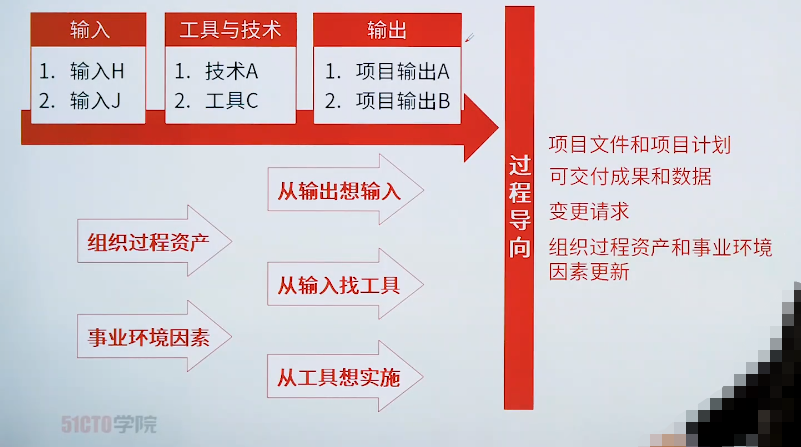 输入
1. 输入H
2. 输入J
工具与技术
1. 技术A
2. 工具C
输出
1. 项目输出A
2. 项目输出B
从输出想输入
组织过程资产
从输入找工具
事业环境因素
从工具想实施
过程导向
项目文件和项目计划
可交付成果和数据
变更请求
组织过程资产和事业环境
因素更新
51CTO学院